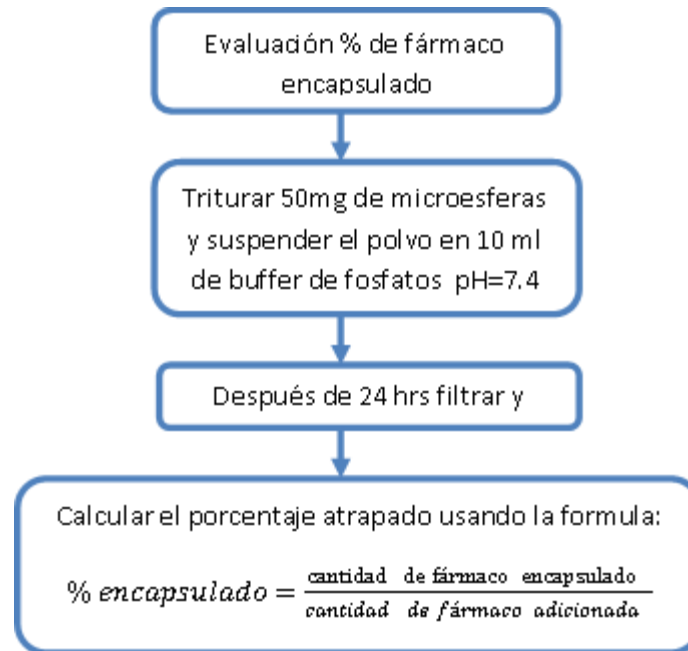 Evaluación % de fármaco
encapsulado
Triturar 50mg de microesferas
y suspender el polvo en 10 ml
de buffer de fosfatos pH=7.4
Después de 24 hrs filtrar y
Calcular el porcentaje atrapado usando la formula:
% encapsulado = cantidad de fármaco encapsulado / cantidad de fármaco adicionada